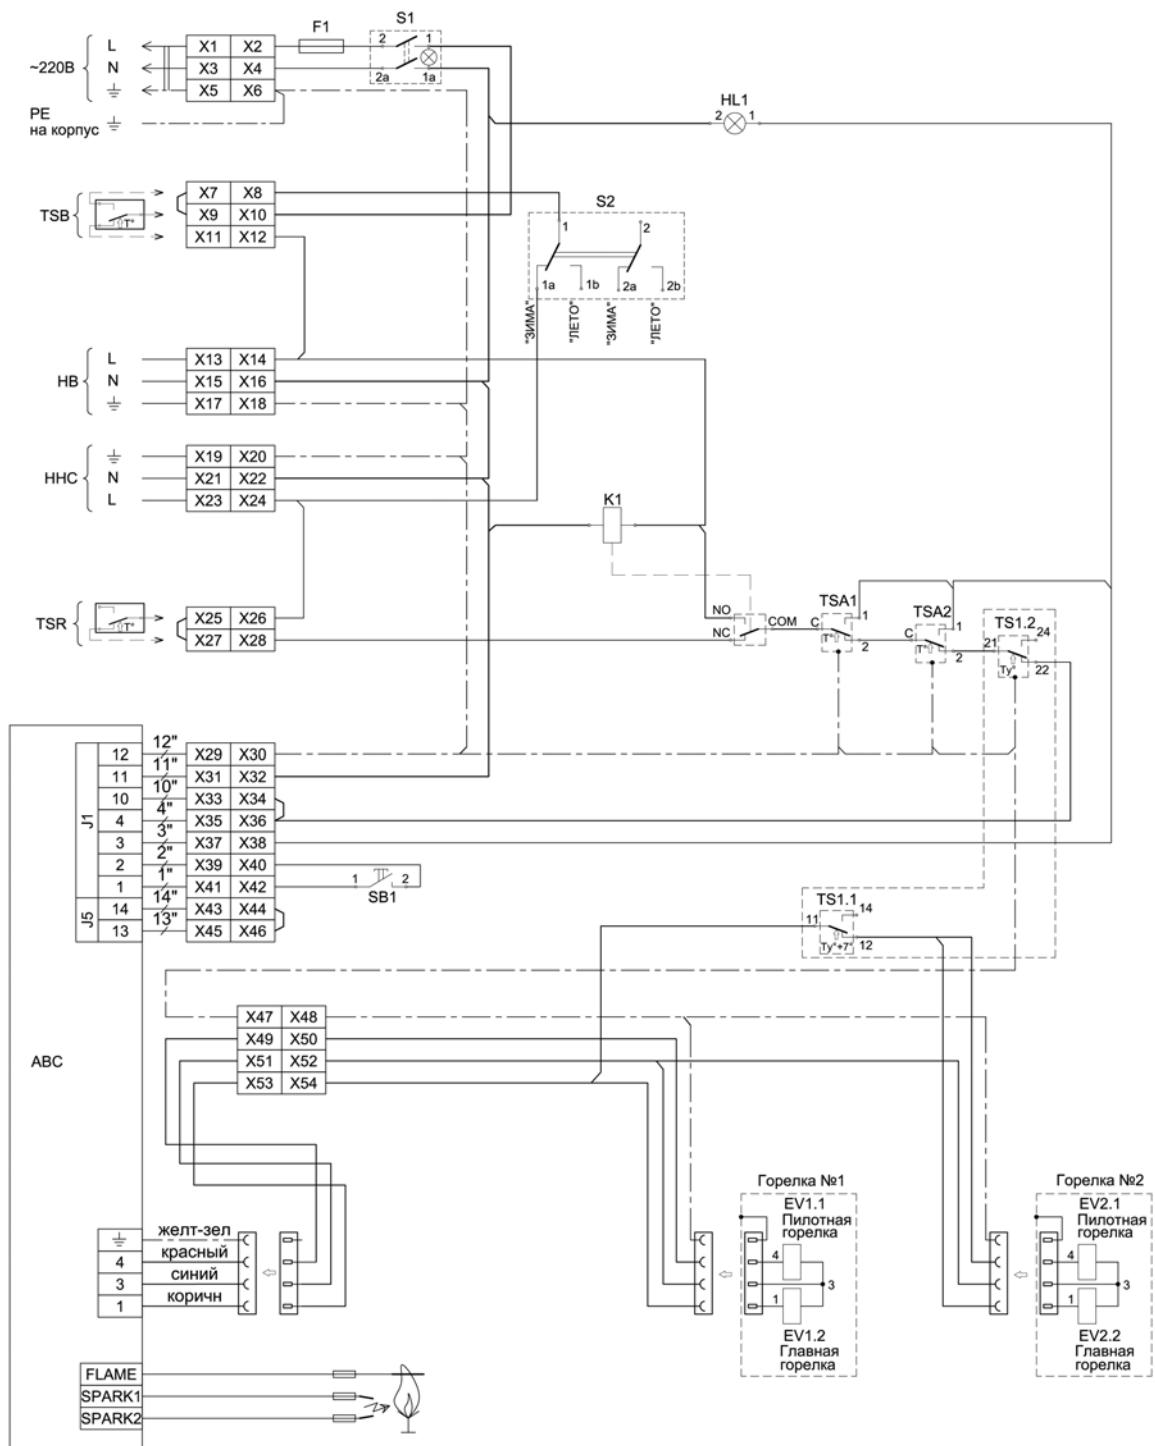 F1
S1
~220В
L
X1 X2
2
1
N
X3 X4
2a
1a
X5 X6
PE
на корпус
HL1
2
1
TSB
T°
X7 X8
X9 X10
X11 X12
S2
1
2
1a
1b
2a
2b
"ЗИМА"
"ЛЕТО"
"ЗИМА"
"ЛЕТО"
НВ
L
X13 X14
N
X15 X16
X17 X18
ННС
X19 X20
N
X21 X22
L
X23 X24
K1
TSR
T°
X25 X26
X27 X28
NO
NC
COM
TSA1
C
1
T°
2
TSA2
C
1
T°
2
TS1.2
21
24
Ty°
22
J1
12
12"
X29 X30
11
11"
X31 X32
10
10"
X33 X34
4
4"
X35 X36
3
3"
X37 X38
2
2"
X39 X40
1
1"
X41 X42
1
2
SB1
J5
14
14"
X43 X44
13
13"
X45 X46
TS1.1
11
14
Ty°+7°
12
ABC
X47 X48
X49 X50
X51 X52
X53 X54
желт-зел
4
красный
3
синий
1
коричн
Горелка №1
EV1.1
Пилотная
горелка
4
3
1
EV1.2
Главная
горелка
Горелка №2
EV2.1
Пилотная
горелка
4
3
1
EV2.2
Главная
горелка
FLAME
SPARK1
SPARK2